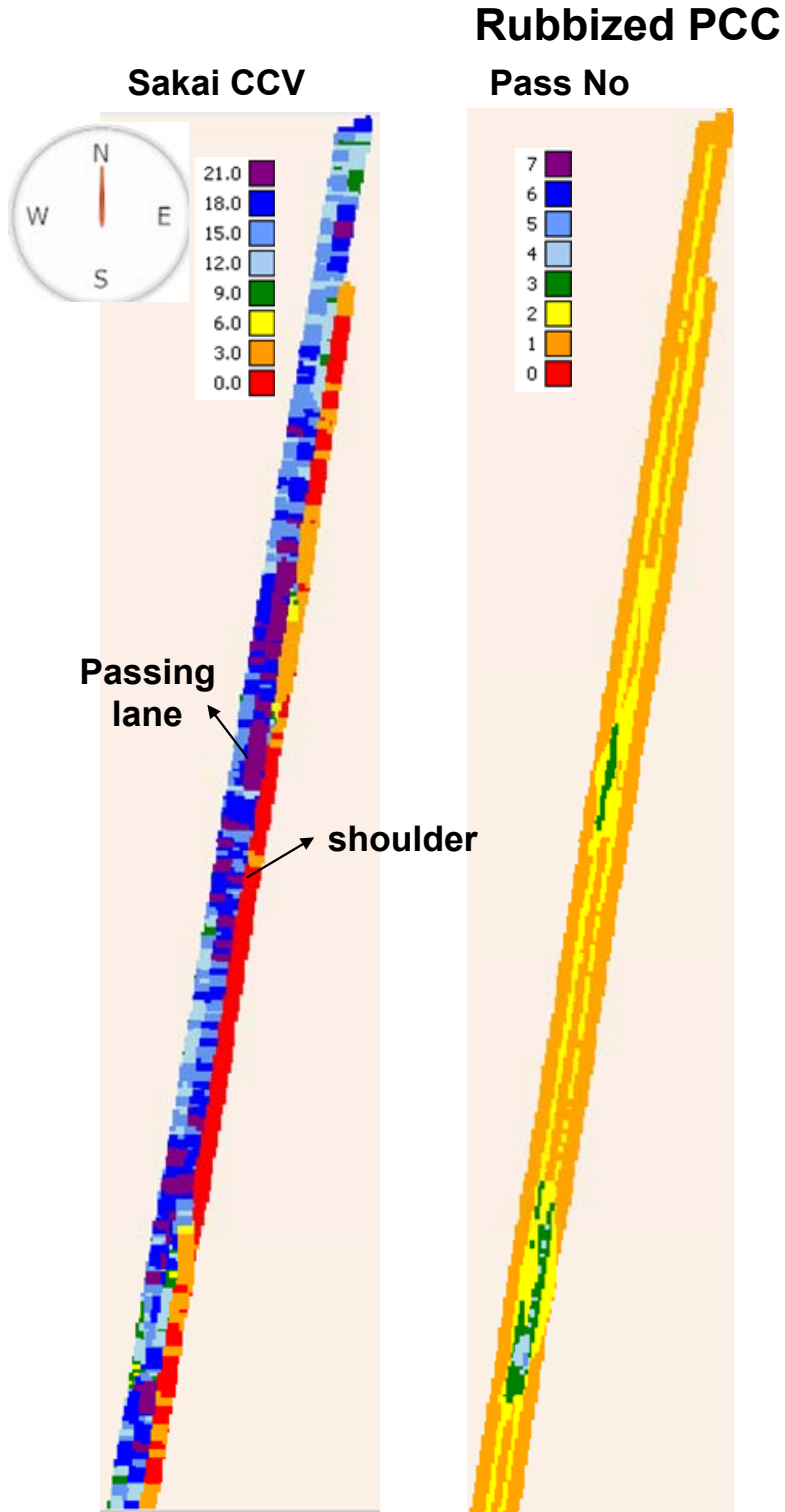 Rubbized PCC
Sakai CCV
Pass No
N
W
E
S
21.0
18.0
15.0
12.0
9.0
6.0
3.0
0.0
7
6
5
4
3
2
1
0
Passing
lane
shoulder